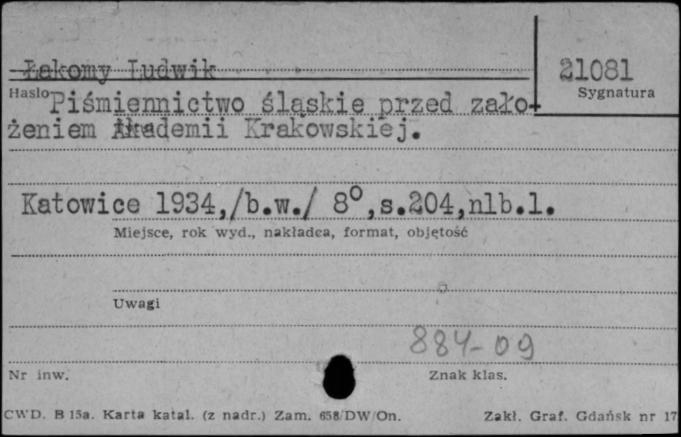 Łakomy Ludwik
21081
Hasło
Sygnatura
Piśmiennictwo śląskie przed zało-
żeniem Akademii Krakowskiej.
Katowice 1934,/b.w./ 8°,s.204,nlb.1.
Miejsce, rok wyd., nakładca, format, objętość
Uwagi
884-09
Nr inw.
Znak klas.
CWD. B 15a. Karta katal. (z nadr.) Zam. 658/DW/On.
Zakł. Graf. Gdańsk nr 17